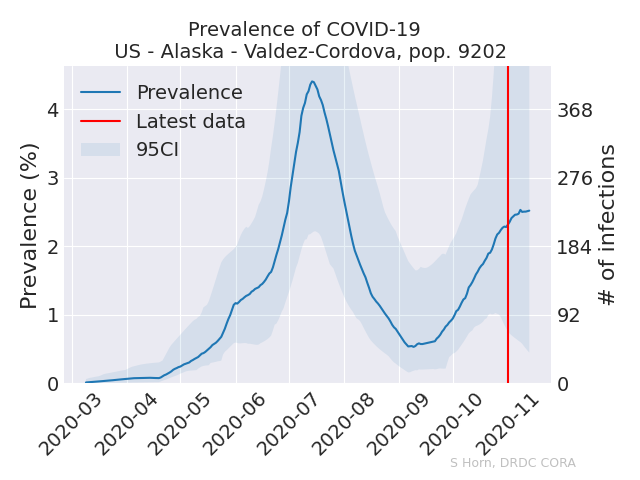 Prevalence of COVID-19
US - Alaska - Valdez-Cordova, pop. 9202
Prevalence
Latest data
95CI
Prevalence (%)
4
3
2
1
0
# of infections
368
276
184
92
0
2020-03
2020-04
2020-05
2020-06
2020-07
2020-08
2020-09
2020-10
2020-11
S Horn, DRDC CORA